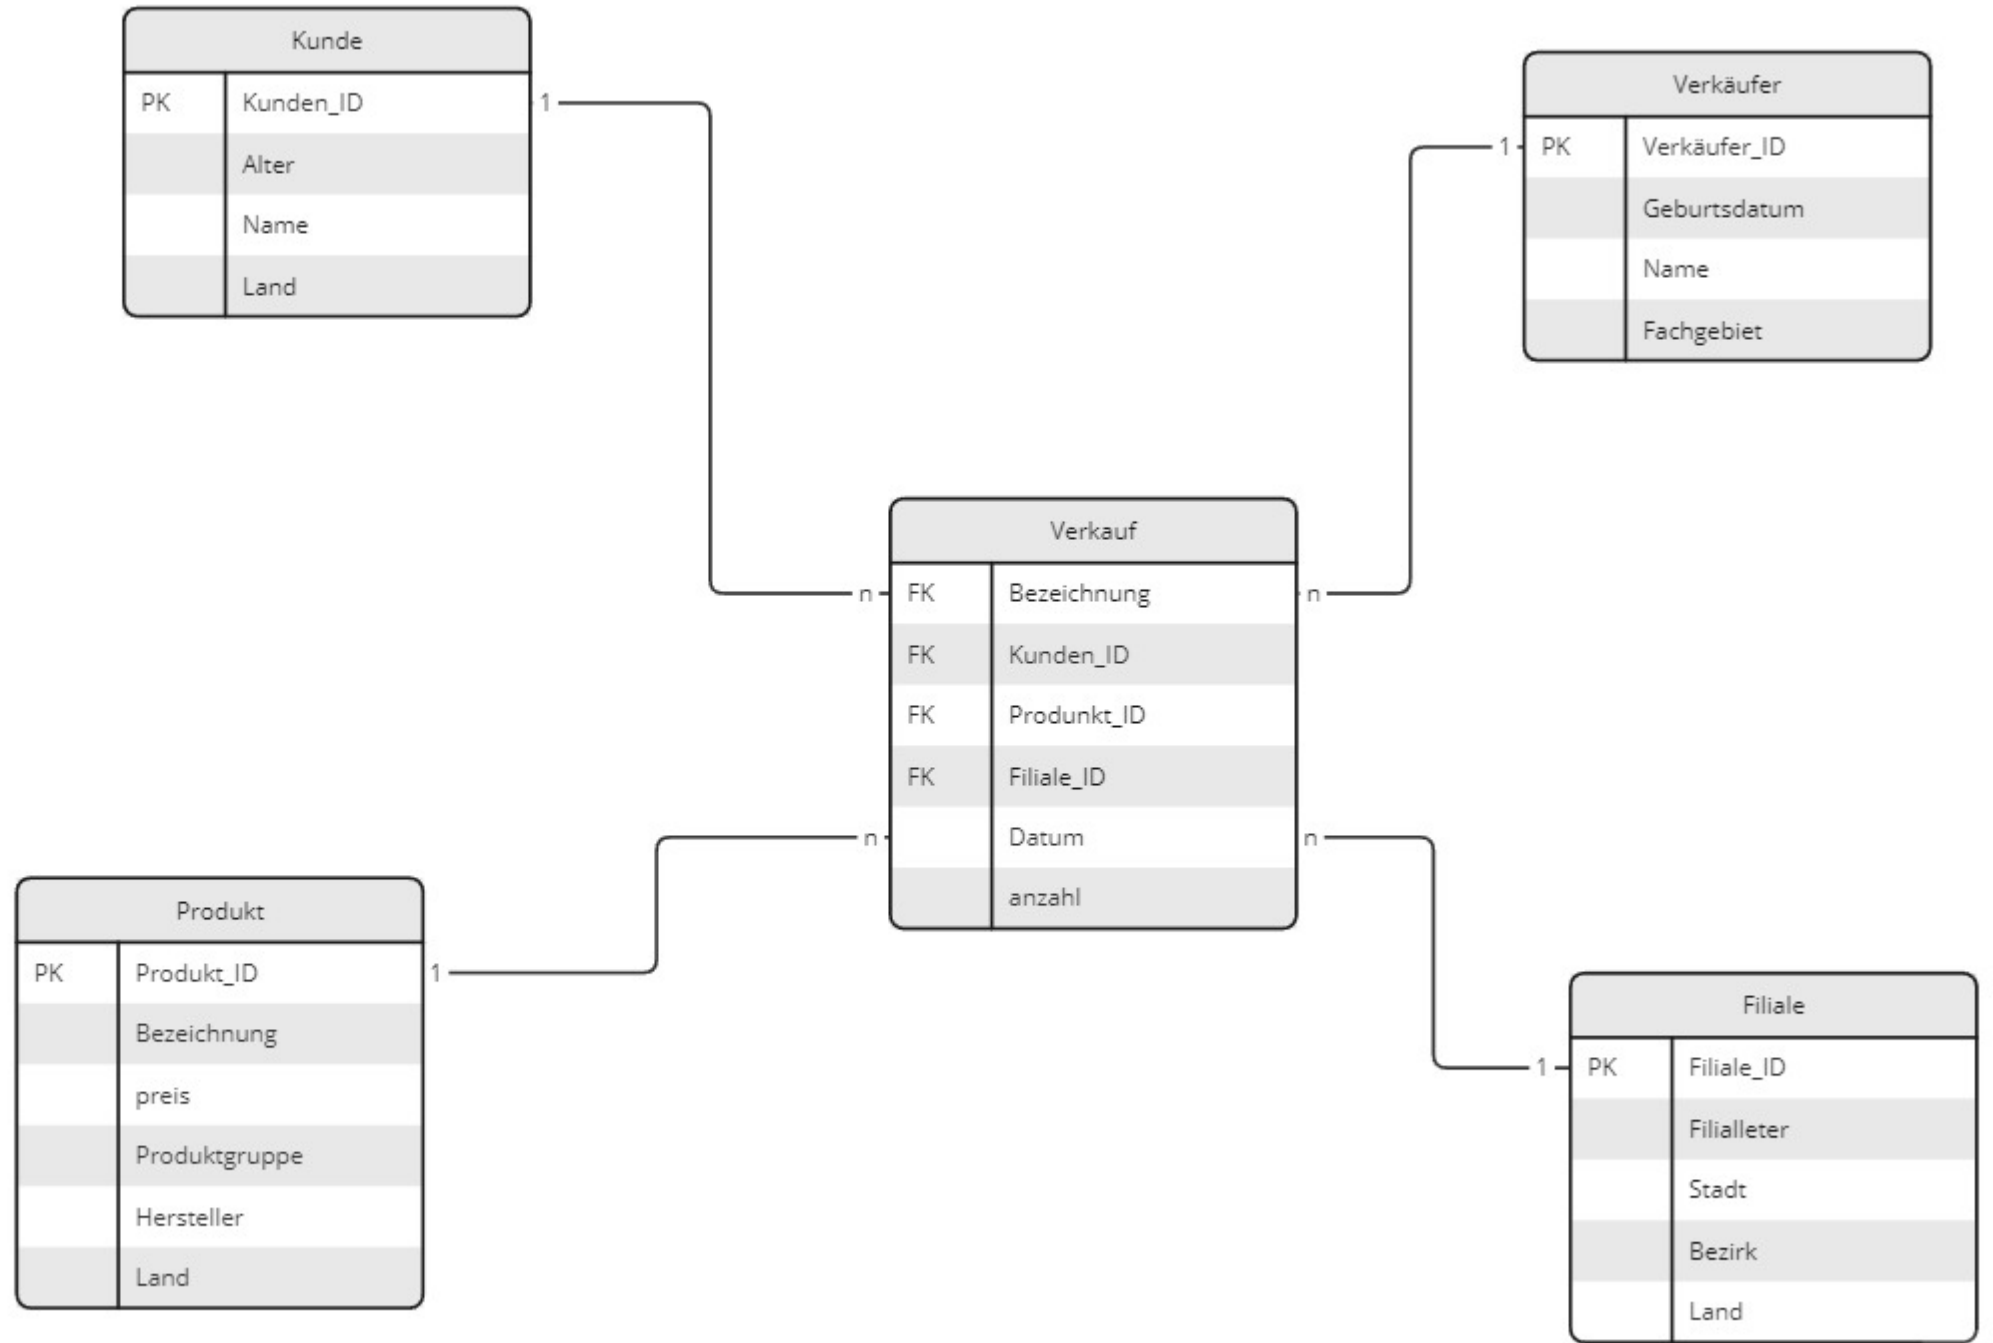 Kunde
PK Kunden_ID
Alter
Name
Land
1
Verkäufer
1
PK Verkäufer_ID
Geburtsdatum
Name
Fachgebiet
Verkauf
n
FK Bezeichnung
n
FK Kunden_ID
FK Produnkt_ID
FK Filiale_ID
n
Datum
n
anzahl
Produkt
PK Produkt_ID
1
Bezeichnung
preis
Produktgruppe
Hersteller
Land
Filiale
1
PK Filiale_ID
Filialleter
Stadt
Bezirk
Land